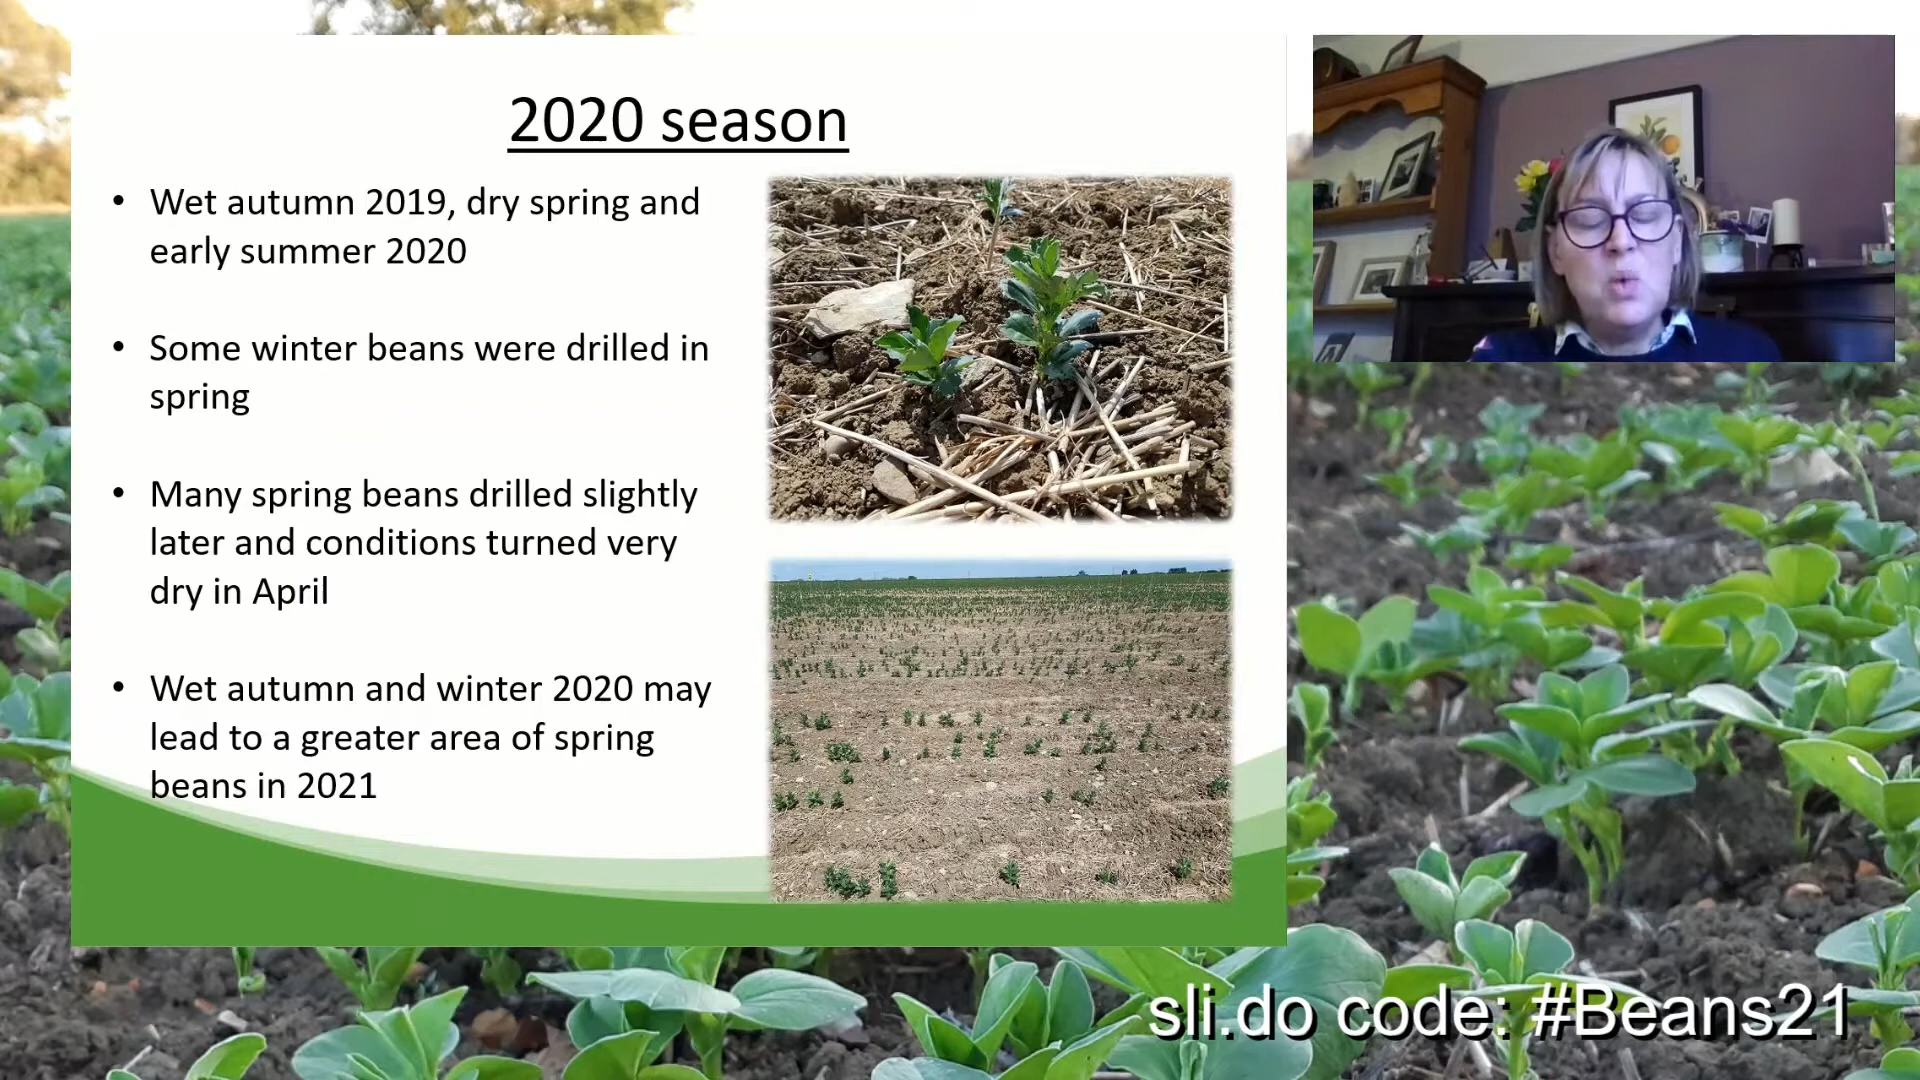 2020 season
• Wet autumn 2019, dry spring and
early summer 2020
• Some winter beans were drilled in
spring
• Many spring beans drilled slightly
later and conditions turned very
dry in April
• Wet autumn and winter 2020 may
lead to a greater area of spring
beans in 2021
sli.do code: #Beans21